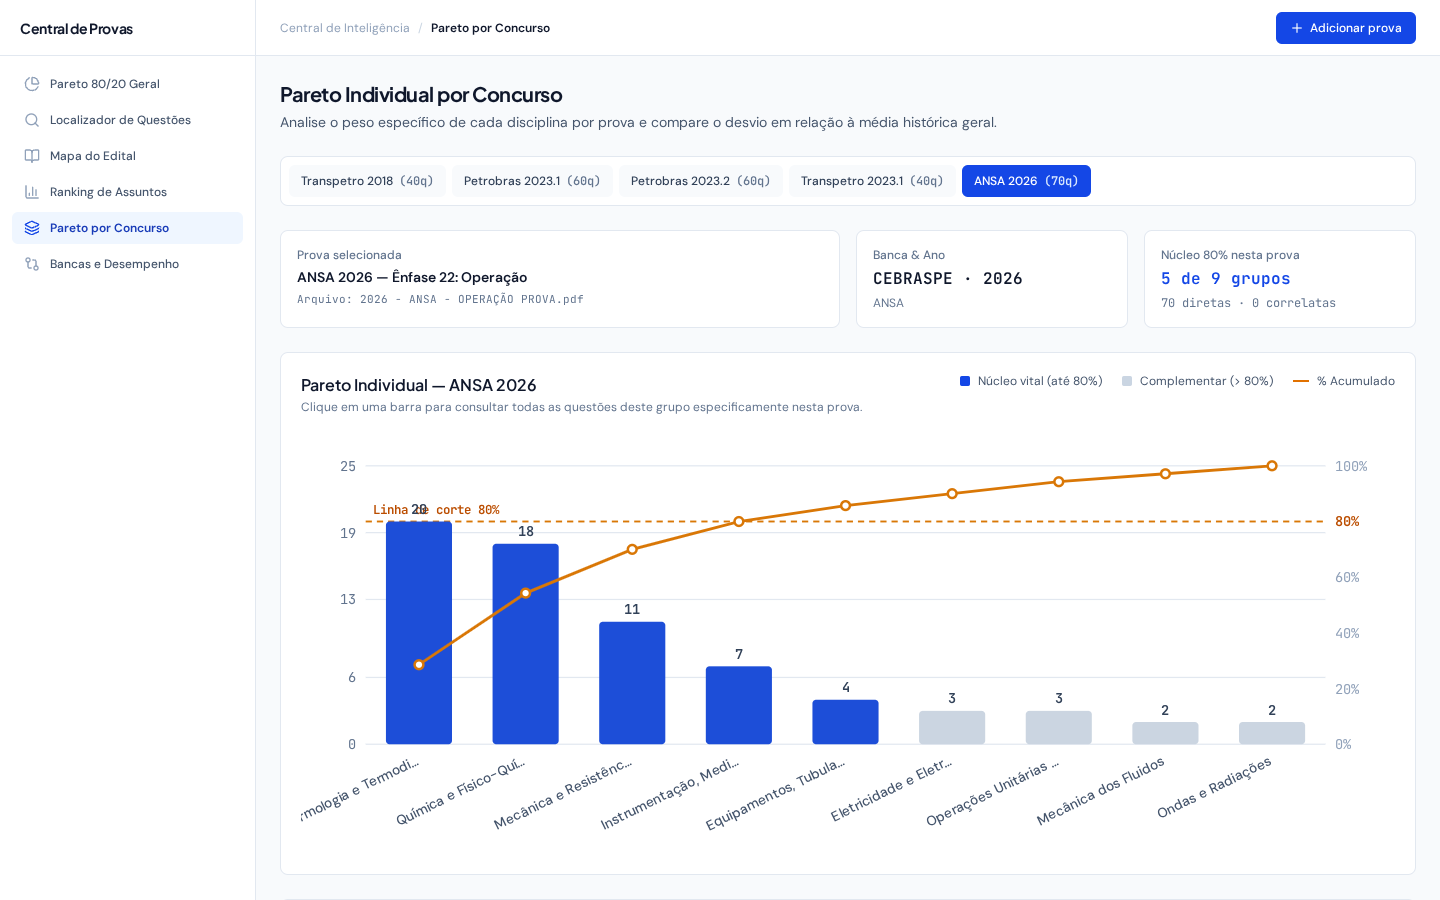 Central de Provas
Central de Inteligência / Pareto por Concurso
Adicionar prova
Pareto 80/20 Geral
Localizador de Questões
Mapa do Edital
Ranking de Assuntos
Pareto por Concurso
Bancas e Desempenho
Pareto Individual por Concurso
Analise o peso específico de cada disciplina por prova e compare o desvio em relação à média histórica geral.
Transpetro 2018 (40q)
Petrobras 2023.1 (60q)
Petrobras 2023.2 (60q)
Transpetro 2023.1 (40q)
ANSA 2026 (70q)
Prova selecionada
ANSA 2026 — Ênfase 22: Operação
Arquivo: 2026 - ANSA - OPERAÇÃO PROVA.pdf
Banca & Ano
CEBRASPE · 2026
ANSA
Núcleo 80% nesta prova
5 de 9 grupos
70 diretas · 0 correlatas
Pareto Individual — ANSA 2026
Clique em uma barra para consultar todas as questões deste grupo especificamente nesta prova.
Núcleo vital (até 80%)
Complementar (> 80%)
% Acumulado
25
19
13
6
0
100%
80%
60%
40%
20%
0%
Linha de corte 80%
20
18
11
7
4
3
3
2
2
rmologia e Termodi...
Química e Físico-Quí...
Mecânica e Resistênc...
Instrumentação, Medi...
Equipamentos, Tubula...
Eletricidade e Eletr...
Operações Unitárias ...
Mecânica dos Fluidos
Ondas e Radiações